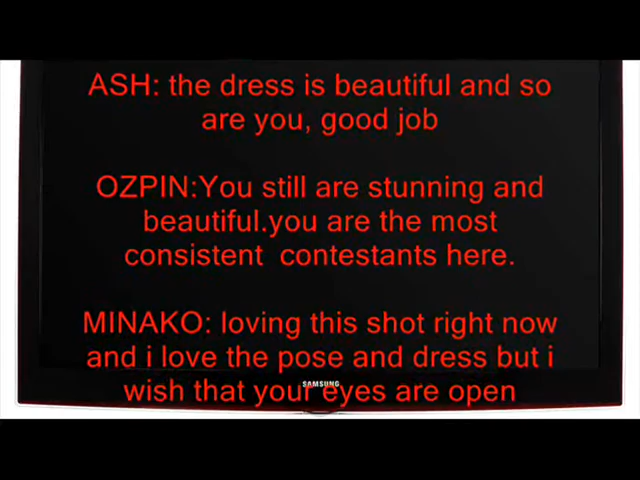 ASH: the dress is beautiful and so
are you, good job
OZPIN:You still are stunning and
beautiful.you are the most
consistent contestants here.
MINAKO: loving this shot right now
and i love the pose and dress but i
wish that your eyes are open
SAMSUNG